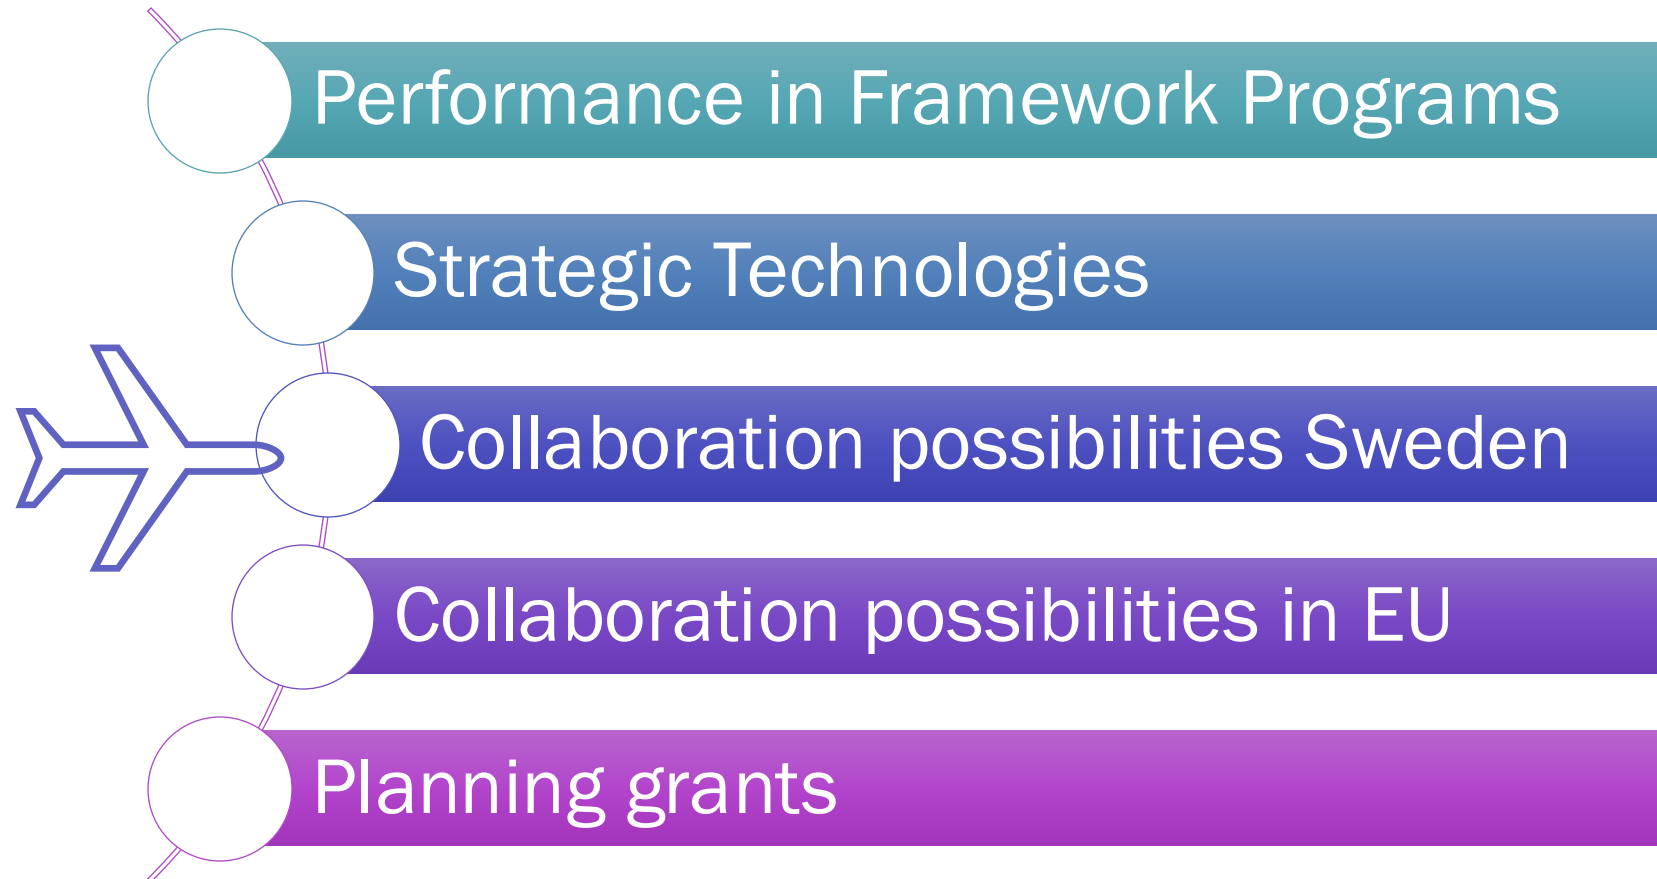 Performance in Framework Programs
Strategic Technologies
Collaboration possibilities Sweden
Collaboration possibilities in EU
Planning grants